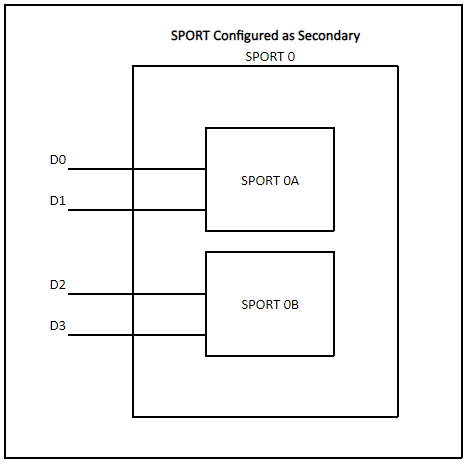 SPORT Configured as Secondary
SPORT 0
D0
SPORT 0A
D1
D2
SPORT 0B
D3